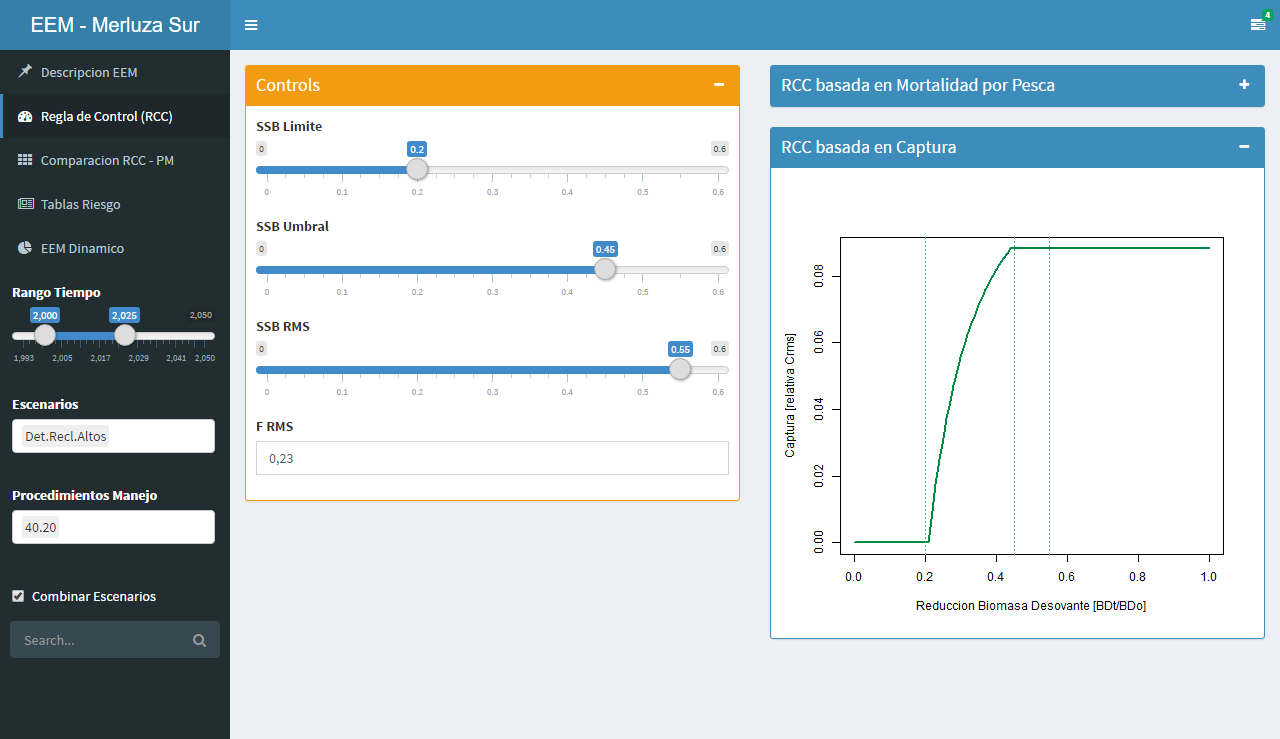 EEM - Merluza Sur
4
Descripcion EEM
Regla de Control (RCC)
Comparacion RCC - PM
Tablas Riesgo
EEM Dinamico
Rango Tiempo
2,000 2,025 2,050
1,993 2,005 2,017 2,029 2,041 2,050
Escenarios
Det.Recl.Altos
Procedimientos Manejo
40.20
Combinar Escenarios
Search...
Controls
SSB Limite
0 0.2 0.6
0 0.1 0.2 0.3 0.4 0.5 0.6
SSB Umbral
0 0.45 0.6
0 0.1 0.2 0.3 0.4 0.5 0.6
SSB RMS
0 0.55 0.6
0 0.1 0.2 0.3 0.4 0.5 0.6
F RMS
0,23
RCC basada en Mortalidad por Pesca
RCC basada en Captura
Captura [relativa Crms]
0.08
0.06
0.04
0.02
0.00
0.0 0.2 0.4 0.6 0.8 1.0
Reduccion Biomasa Desovante [BDt/BDo]